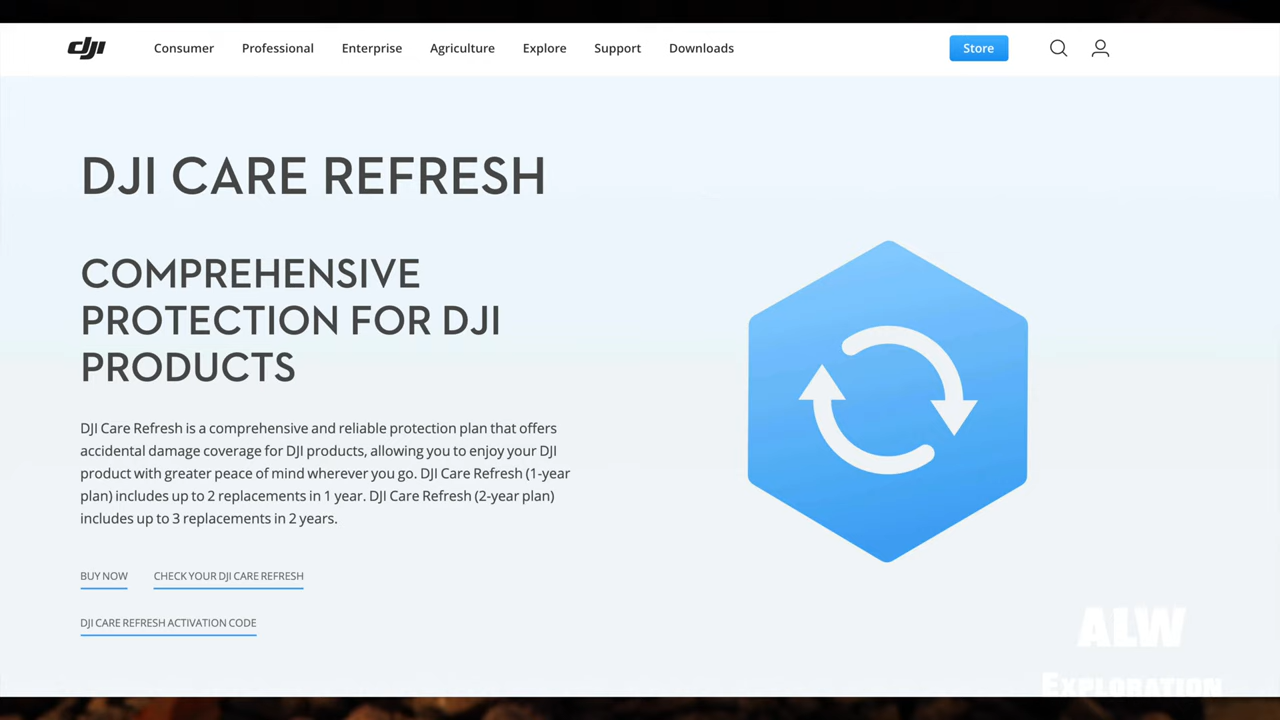 dji Consumer Professional Enterprise Agriculture Explore Support Downloads Store
DJI CARE REFRESH
COMPREHENSIVE
PROTECTION FOR DJI
PRODUCTS
DJI Care Refresh is a comprehensive and reliable protection plan that offers
accidental damage coverage for DJI products, allowing you to enjoy your DJI
product with greater peace of mind wherever you go. DJI Care Refresh (1-year
plan) includes up to 2 replacements in 1 year. DJI Care Refresh (2-year plan)
includes up to 3 replacements in 2 years.
BUY NOW CHECK YOUR DJI CARE REFRESH
DJI CARE REFRESH ACTIVATION CODE
ALW
EXPLORATION